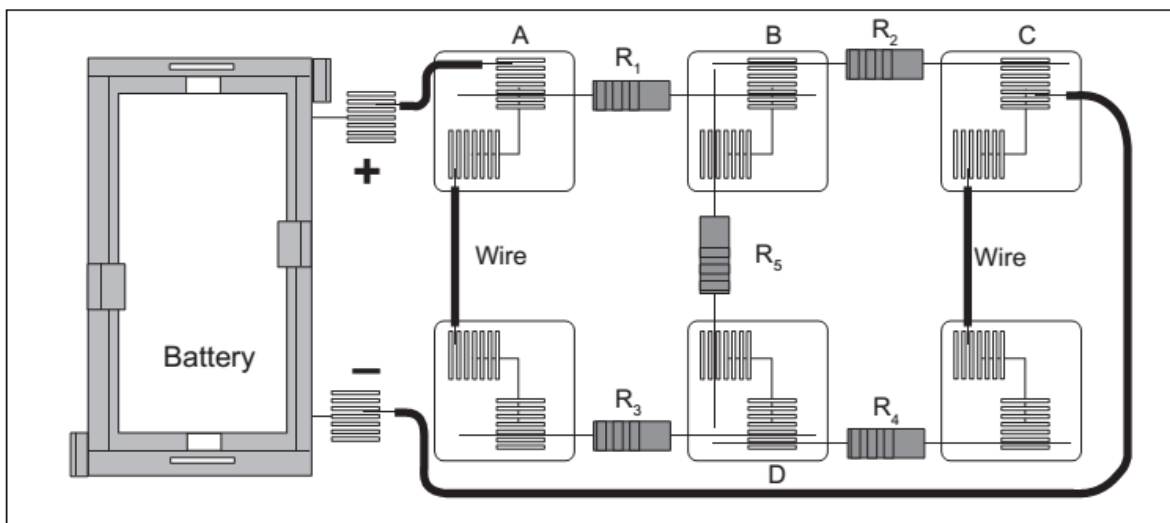 A
B
C
R₁
R₂
+
Wire
R₅
Wire
Battery
−
R₃
R₄
D